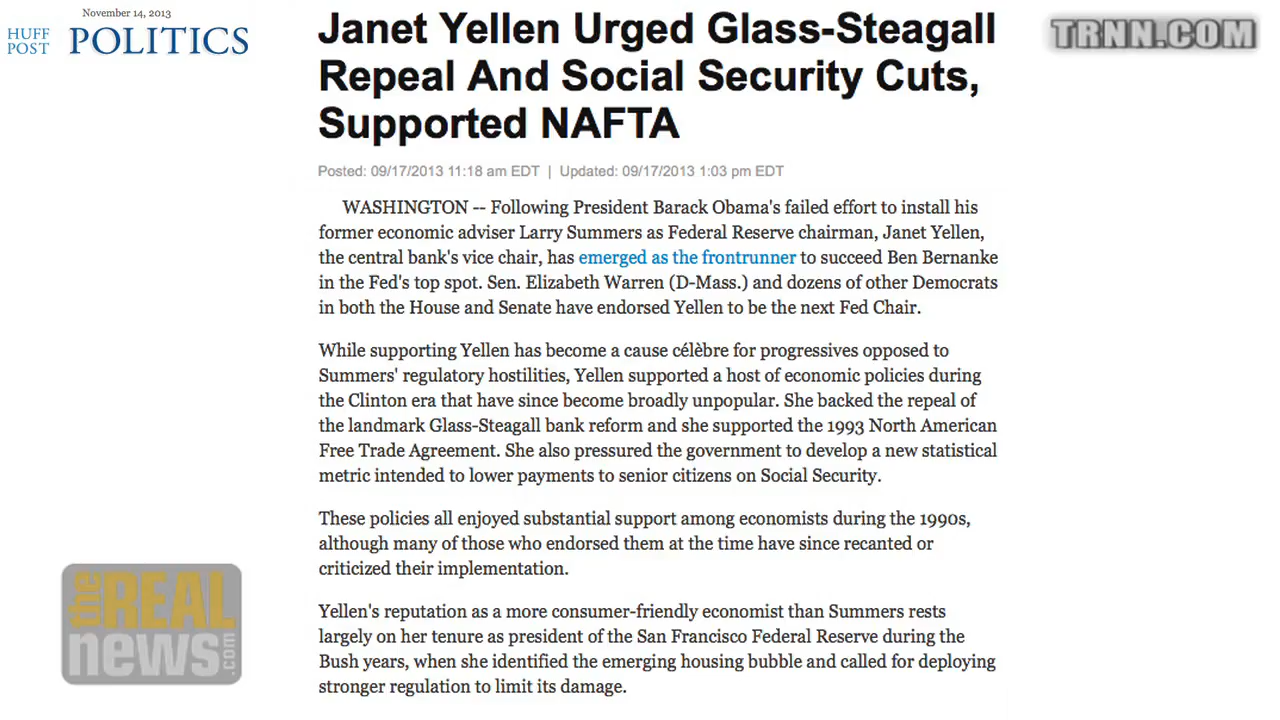 November 14, 2013
HUFF
POST
POLITICS
Janet Yellen Urged Glass-Steagall
Repeal And Social Security Cuts,
Supported NAFTA
TRNN.COM
Posted: 09/17/2013 11:18 am EDT | Updated: 09/17/2013 1:03 pm EDT
WASHINGTON -- Following President Barack Obama's failed effort to install his
former economic adviser Larry Summers as Federal Reserve chairman, Janet Yellen,
the central bank's vice chair, has emerged as the frontrunner to succeed Ben Bernanke
in the Fed's top spot. Sen. Elizabeth Warren (D-Mass.) and dozens of other Democrats
in both the House and Senate have endorsed Yellen to be the next Fed Chair.
While supporting Yellen has become a cause célèbre for progressives opposed to
Summers' regulatory hostilities, Yellen supported a host of economic policies during
the Clinton era that have since become broadly unpopular. She backed the repeal of
the landmark Glass-Steagall bank reform and she supported the 1993 North American
Free Trade Agreement. She also pressured the government to develop a new statistical
metric intended to lower payments to senior citizens on Social Security.
These policies all enjoyed substantial support among economists during the 1990s,
although many of those who endorsed them at the time have since recanted or
criticized their implementation.
Yellen's reputation as a more consumer-friendly economist than Summers rests
largely on her tenure as president of the San Francisco Federal Reserve during the
Bush years, when she identified the emerging housing bubble and called for deploying
stronger regulation to limit its damage.
the REAL
news.com